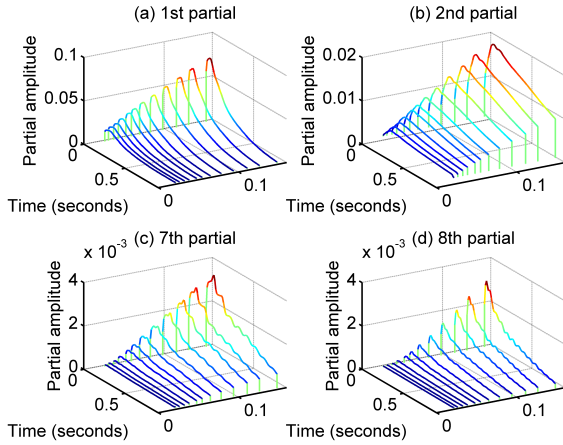 (a) 1st partial
Partial amplitude
0.1
0.05
0
0
0.5
Time (seconds)
0
0.1
(b) 2nd partial
Partial amplitude
0.02
0.01
0
0
0.5
Time (seconds)
0
0.1
(c) 7th partial
x 10-3
Partial amplitude
4
2
0
0
0.5
Time (seconds)
0
0.1
(d) 8th partial
x 10-3
Partial amplitude
4
2
0
0
0.5
Time (seconds)
0
0.1